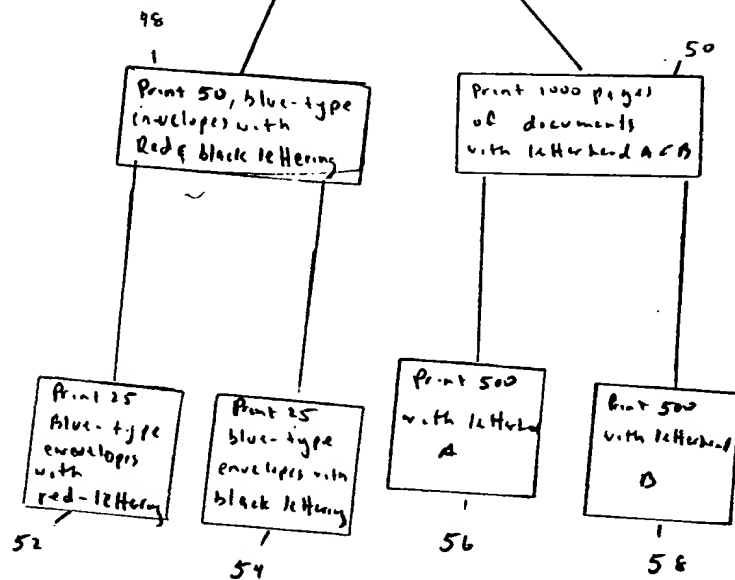 48
50
Print 50, blue-type
envelopes with
Red & black lettering
Print 1000 pages
of documents
with letterhead A & B
Print 25
Blue-type
envelopes
with
red-lettering
Print 25
blue-type
envelopes with
black lettering
Print 500
with letterhead
A
Print 500
with letterhead
B
52
54
56
58